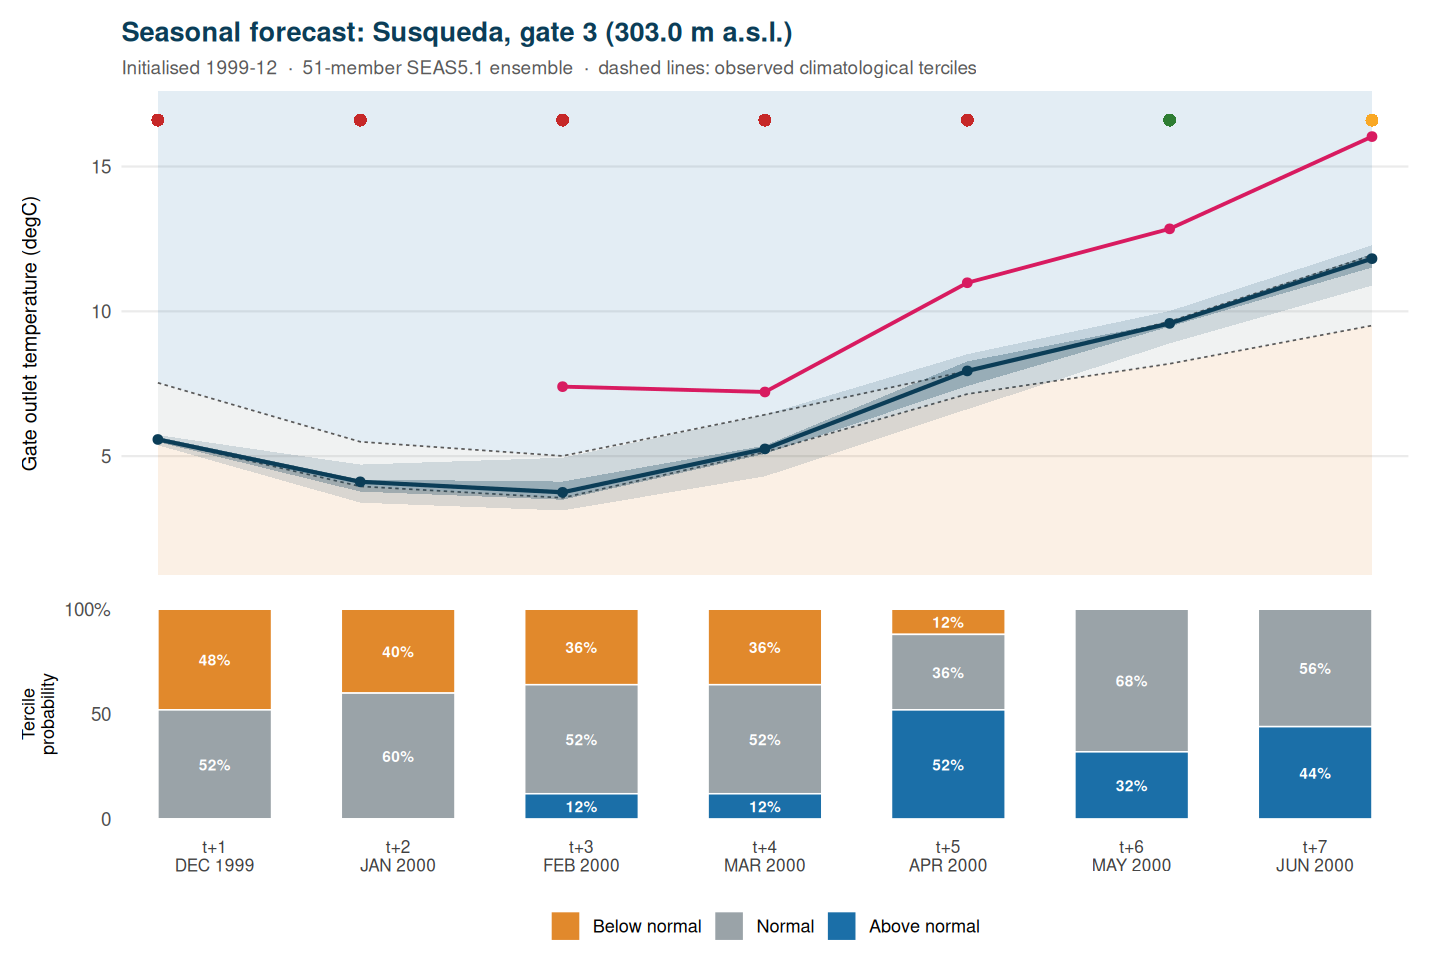 Seasonal forecast: Susqueda, gate 3 (303.0 m a.s.l.)
Initialised 1999-12 · 51-member SEAS5.1 ensemble · dashed lines: observed climatological terciles
Gate outlet temperature (degC)
15
10
5
Tercile
probability
100%
50
0
48%
52%
40%
60%
36%
52%
12%
36%
52%
12%
12%
36%
52%
68%
32%
56%
44%
t+1
DEC 1999
t+2
JAN 2000
t+3
FEB 2000
t+4
MAR 2000
t+5
APR 2000
t+6
MAY 2000
t+7
JUN 2000
Below normal
Normal
Above normal